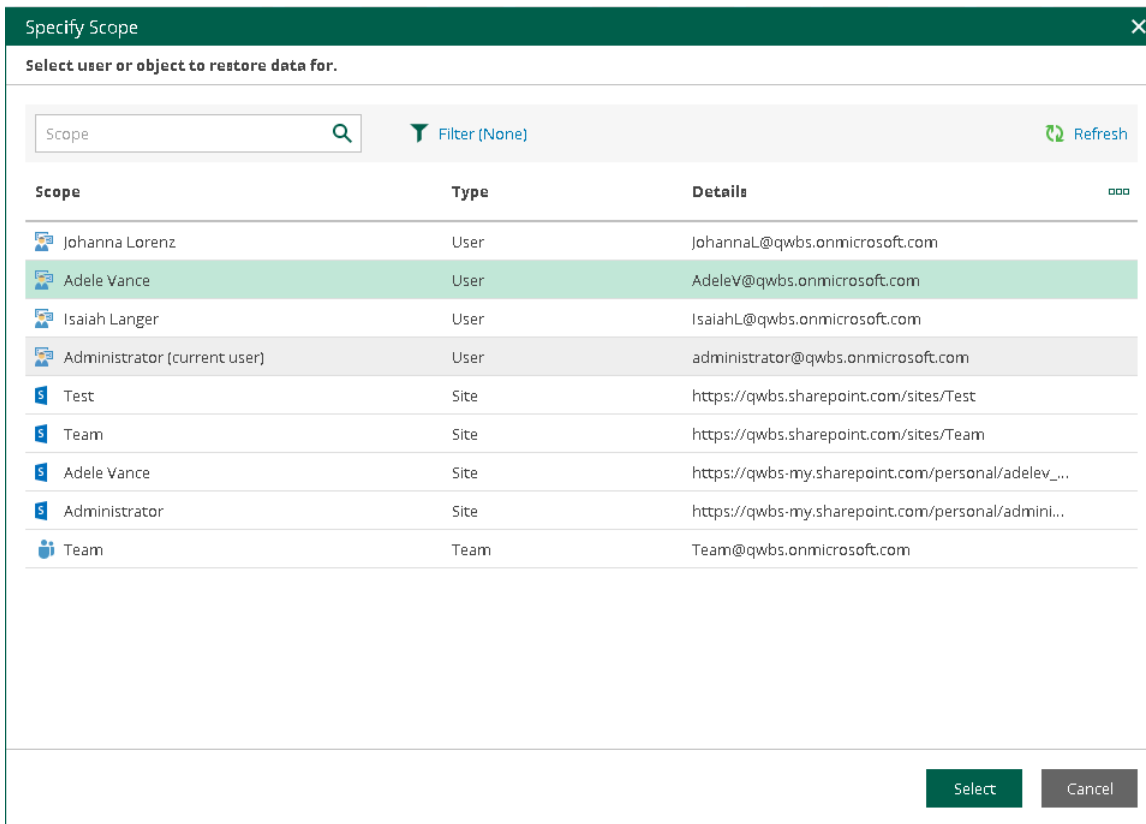 Specify Scope
Select user or object to restore data for.
Scope Filter (None) Refresh
Scope Type Details
Johanna Lorenz User JohannaL@qwbs.onmicrosoft.com
Adele Vance User AdeleV@qwbs.onmicrosoft.com
Isaiah Langer User IsaiahL@qwbs.onmicrosoft.com
Administrator (current user) User administrator@qwbs.onmicrosoft.com
Test Site https://qwbs.sharepoint.com/sites/Test
Team Site https://qwbs.sharepoint.com/sites/Team
Adele Vance Site https://qwbs-my.sharepoint.com/personal/adelev_...
Administrator Site https://qwbs-my.sharepoint.com/personal/admini...
Team Team Team@qwbs.onmicrosoft.com
Select Cancel